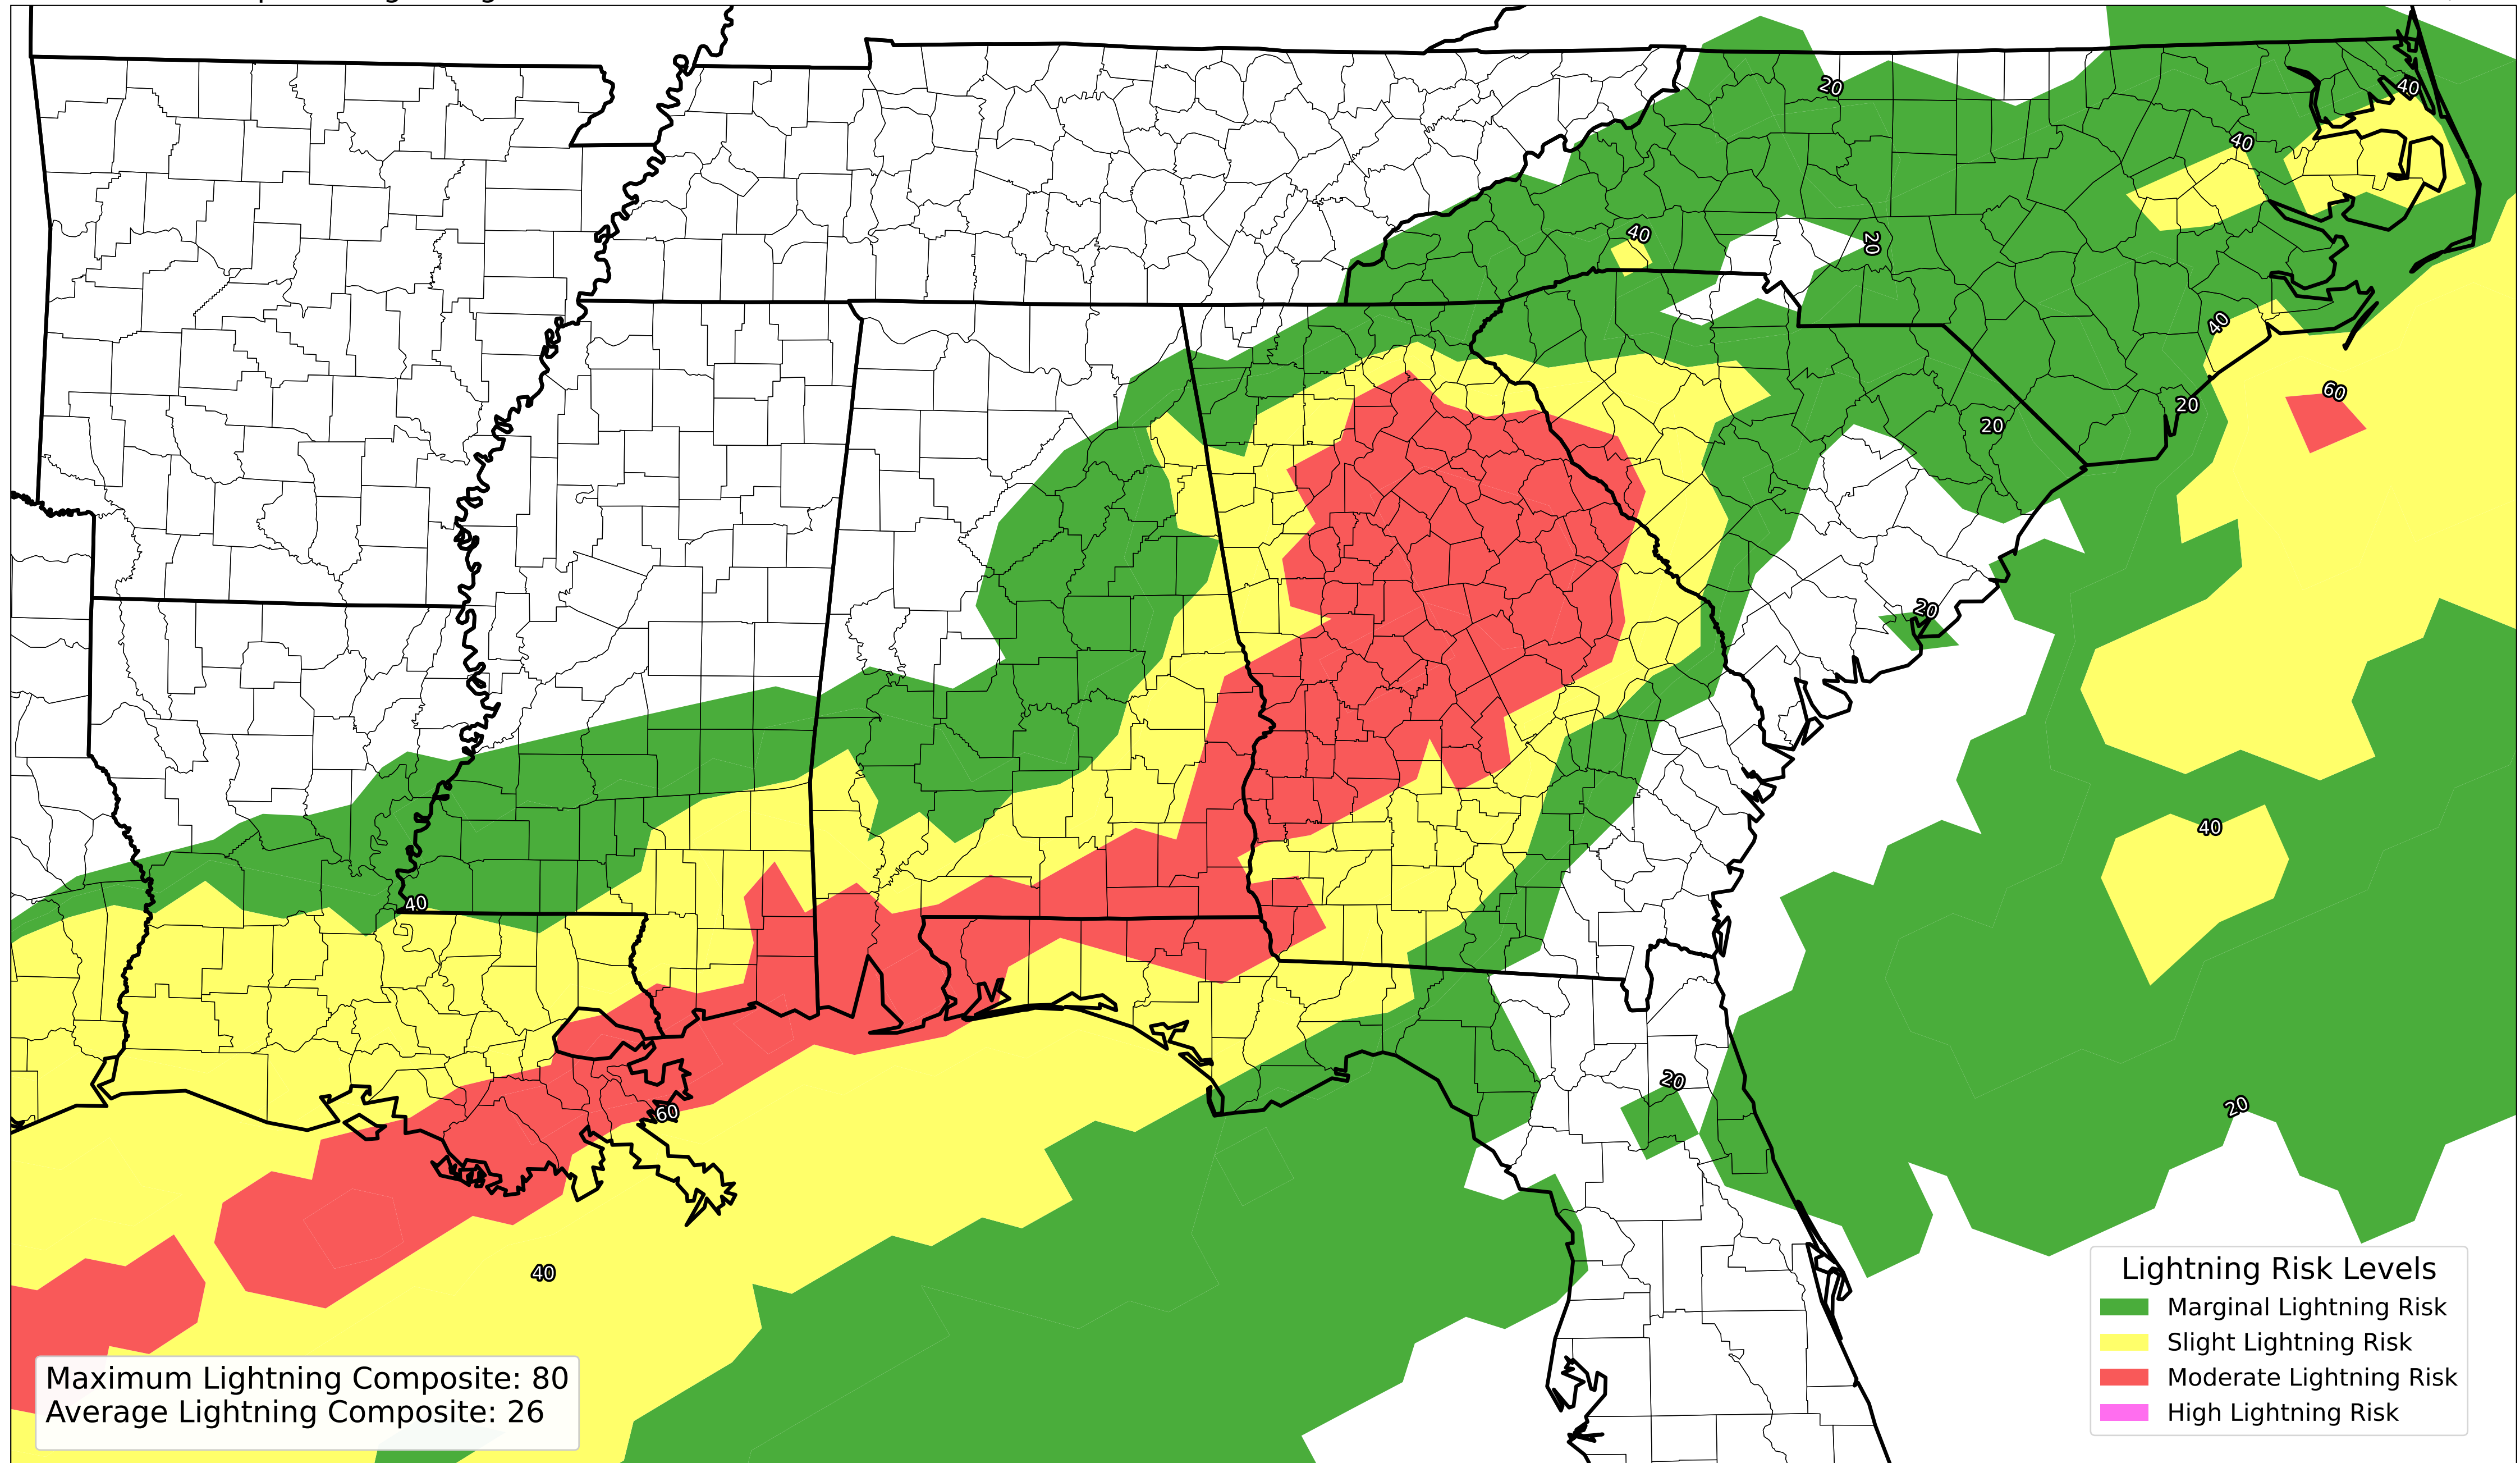 20
40
40
40
20
40
60
20
20
20
40
40
60
20
20
40
Lightning Risk Levels
Marginal Lightning Risk
Slight Lightning Risk
Moderate Lightning Risk
High Lightning Risk
Maximum Lightning Composite: 80
Average Lightning Composite: 26